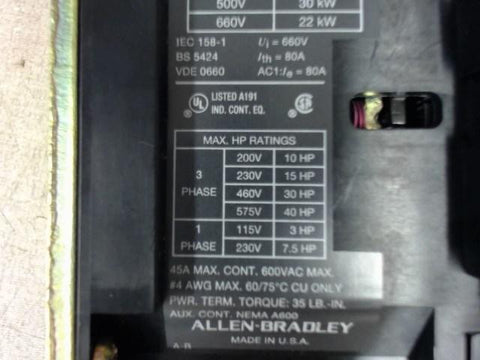 500V 30 kW
660V 22 kW
IEC 158-1 Ui = 660V
BS 5424 Ith = 80A
VDE 0660 AC1:Ie = 80A
UL LISTED A191
IND. CONT. EQ.
MAX. HP RATINGS
3 PHASE 200V 10 HP
230V 15 HP
460V 30 HP
575V 40 HP
1 PHASE 115V 3 HP
230V 7.5 HP
45A MAX. CONT. 600VAC MAX.
#4 AWG MAX. 60/75°C CU ONLY
PWR. TERM. TORQUE: 35 LB.-IN.
AUX. CONT. NEMA A600
ALLEN-BRADLEY
MADE IN U.S.A.
A-B